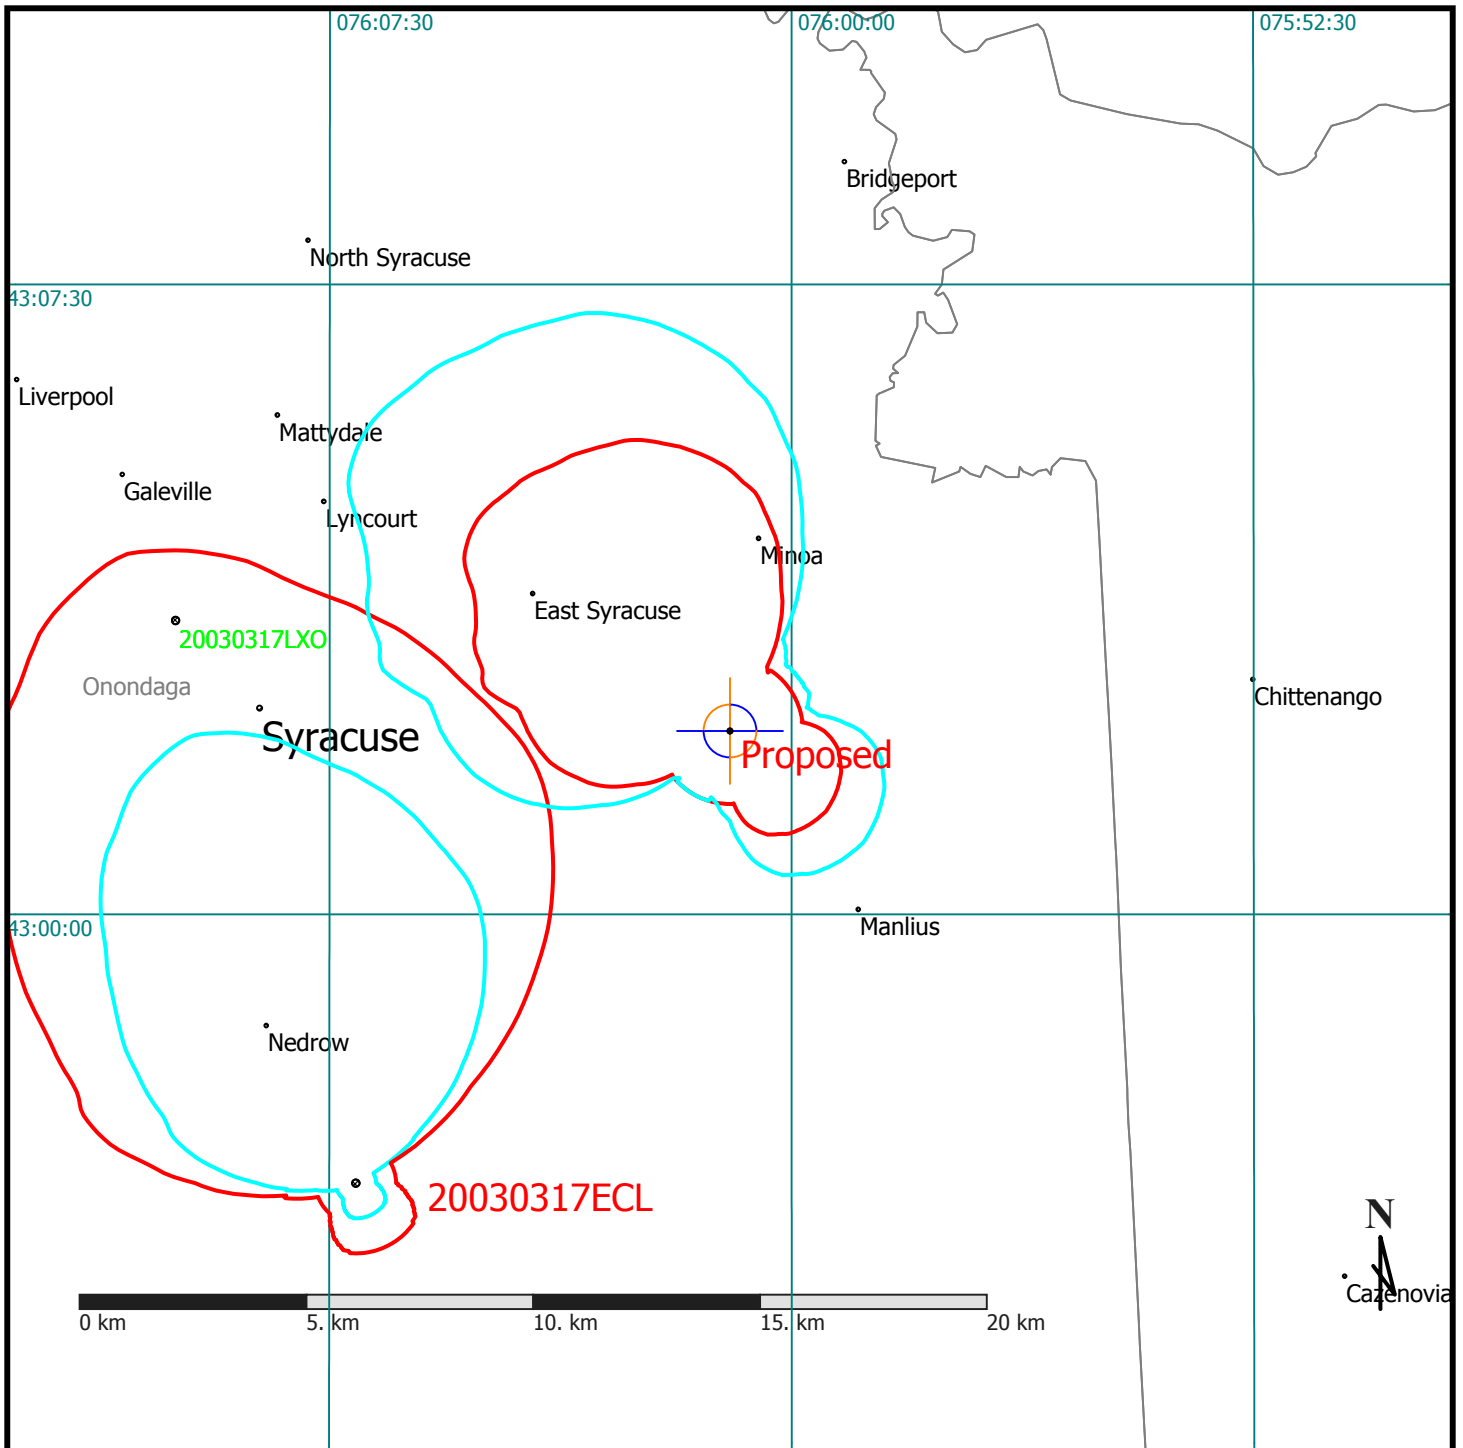 076:07:30
076:00:00
075:52:30
Bridgeport
North Syracuse
43:07:30
Liverpool
Mattydale
Galeville
Lyncourt
Minoa
East Syracuse
20030317LXO
Onondaga
Chittenango
Syracuse
Proposed
43:00:00
Manlius
Nedrow
20030317ECL
N
Cazenovia
0 km
5. km
10. km
15. km
20 km